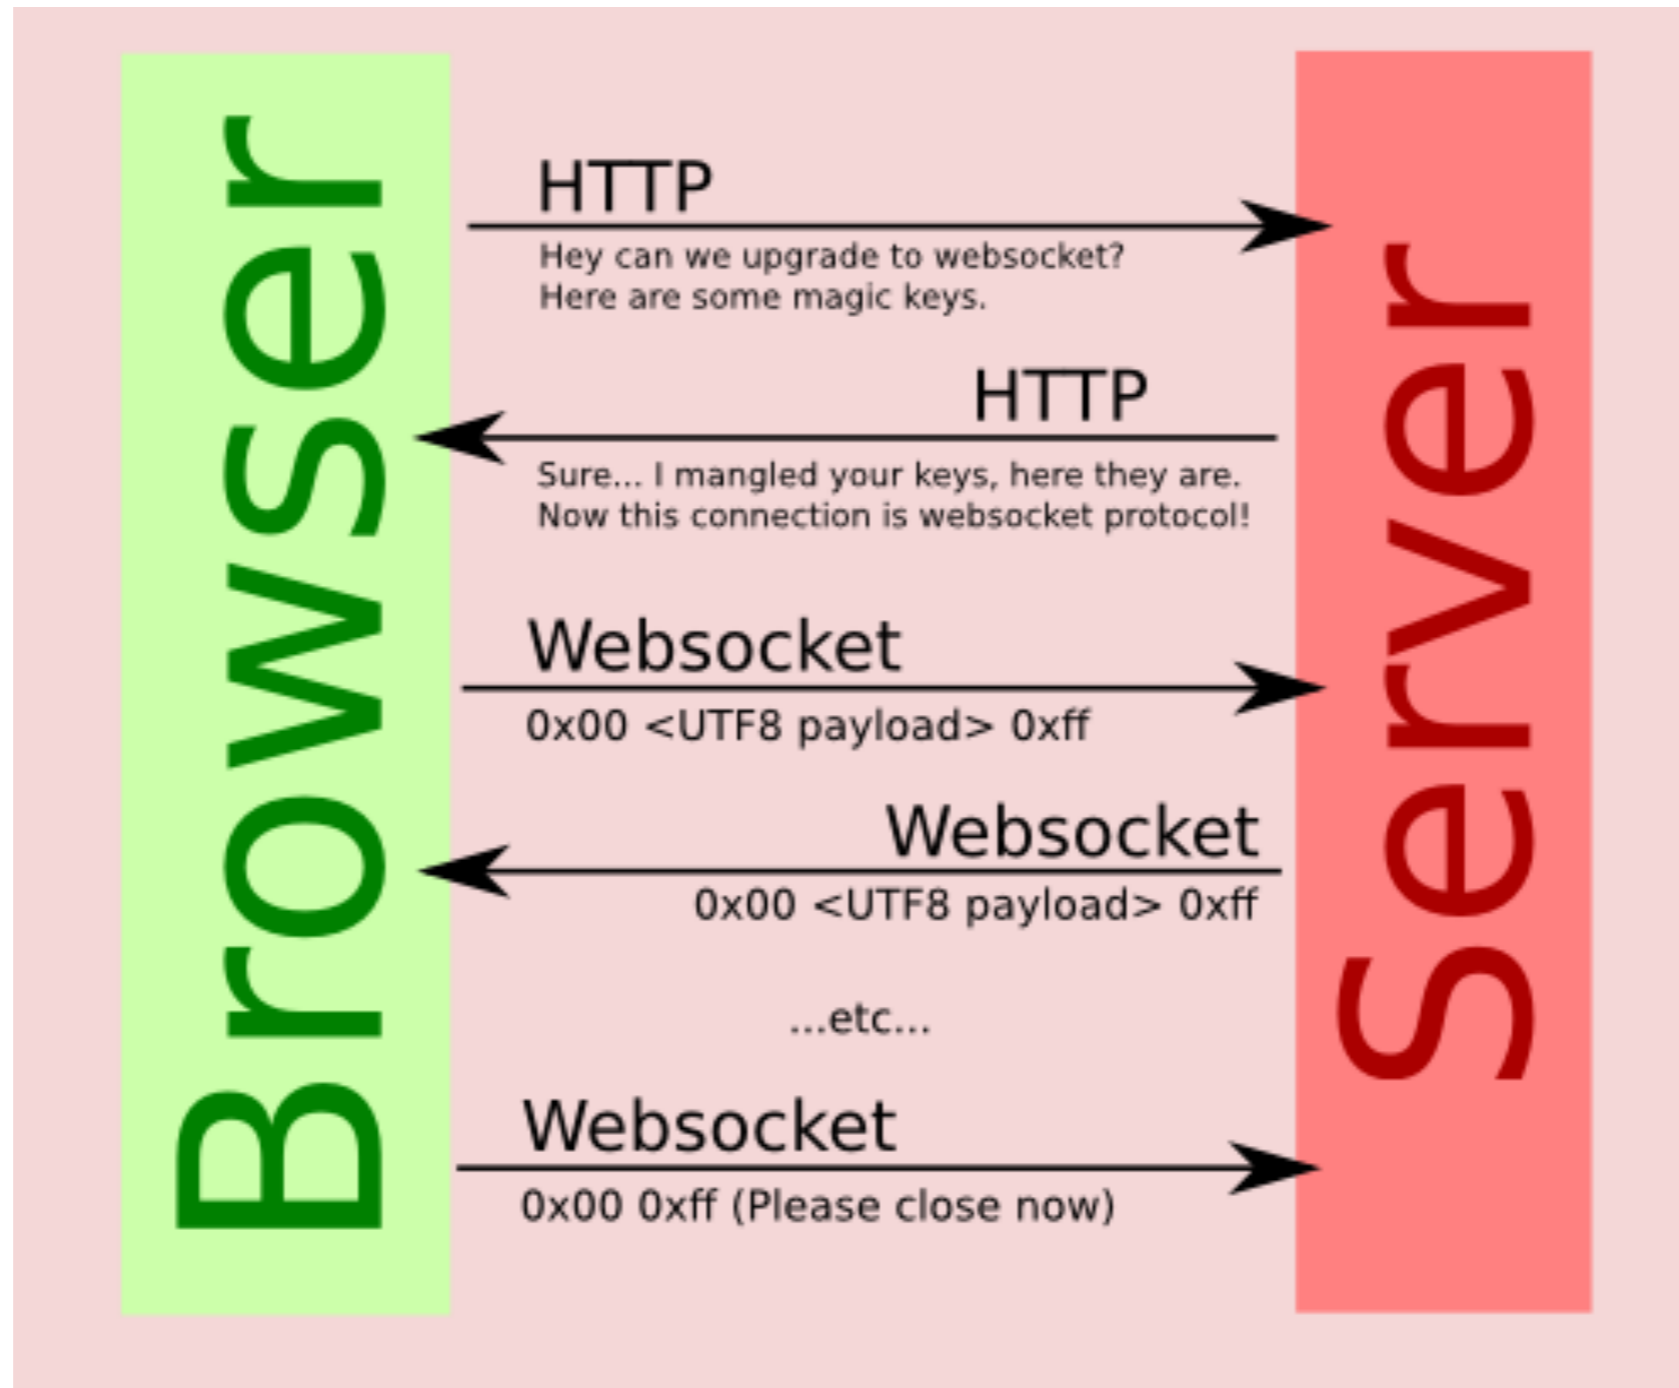 Browser
HTTP
Hey can we upgrade to websocket?
Here are some magic keys.
HTTP
Sure... I mangled your keys, here they are.
Now this connection is websocket protocol!
Websocket
0x00 <UTF8 payload> 0xff
Websocket
0x00 <UTF8 payload> 0xff
...etc...
Websocket
0x00 0xff (Please close now)
Server